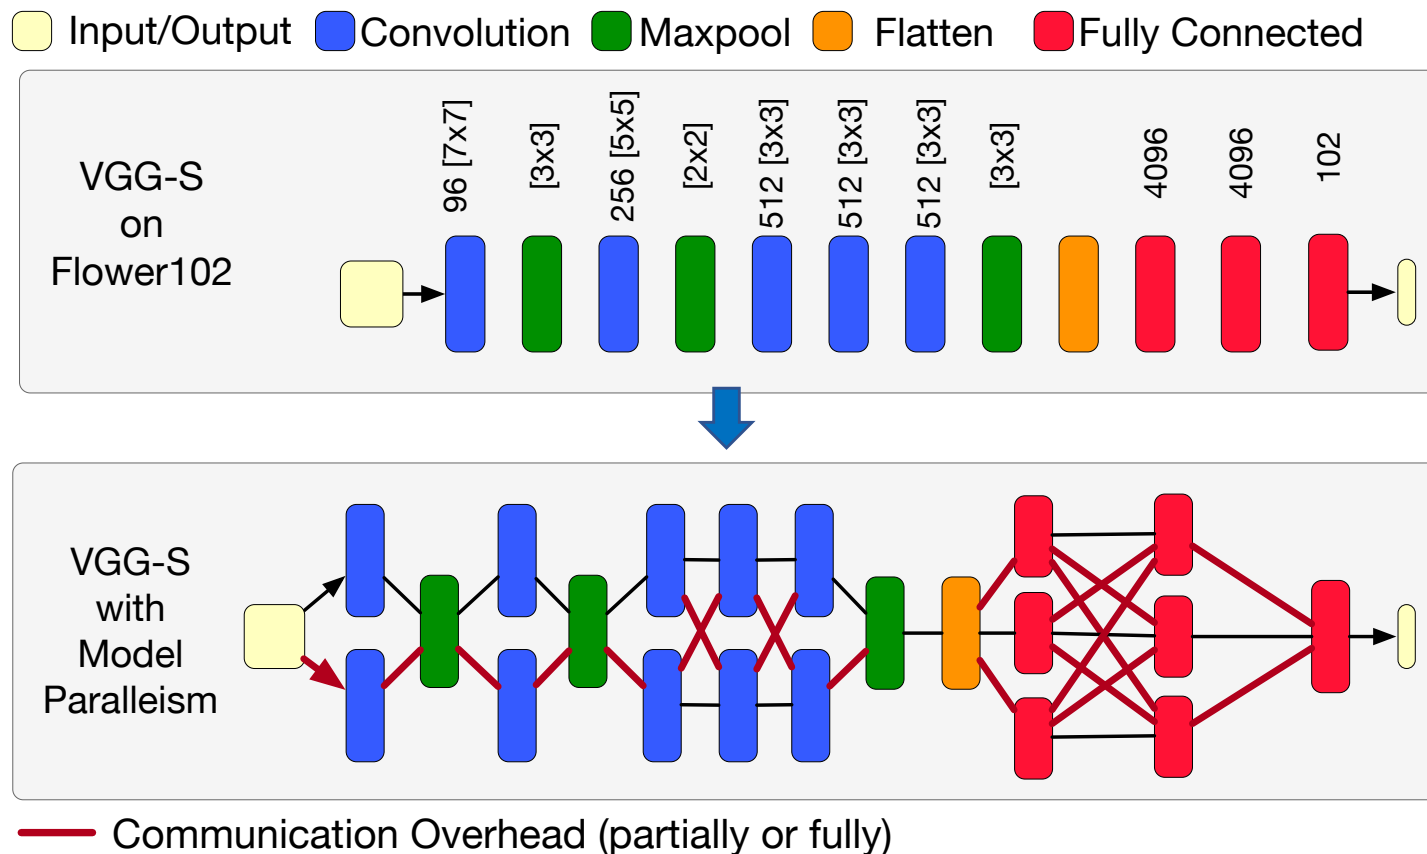 Input/Output Convolution Maxpool Flatten Fully Connected
96 [7x7]
[3x3]
256 [5x5]
[2x2]
512 [3x3]
512 [3x3]
512 [3x3]
[3x3]
4096
4096
102
VGG-S
on
Flower102
VGG-S
with
Model
Paralleism
Communication Overhead (partially or fully)